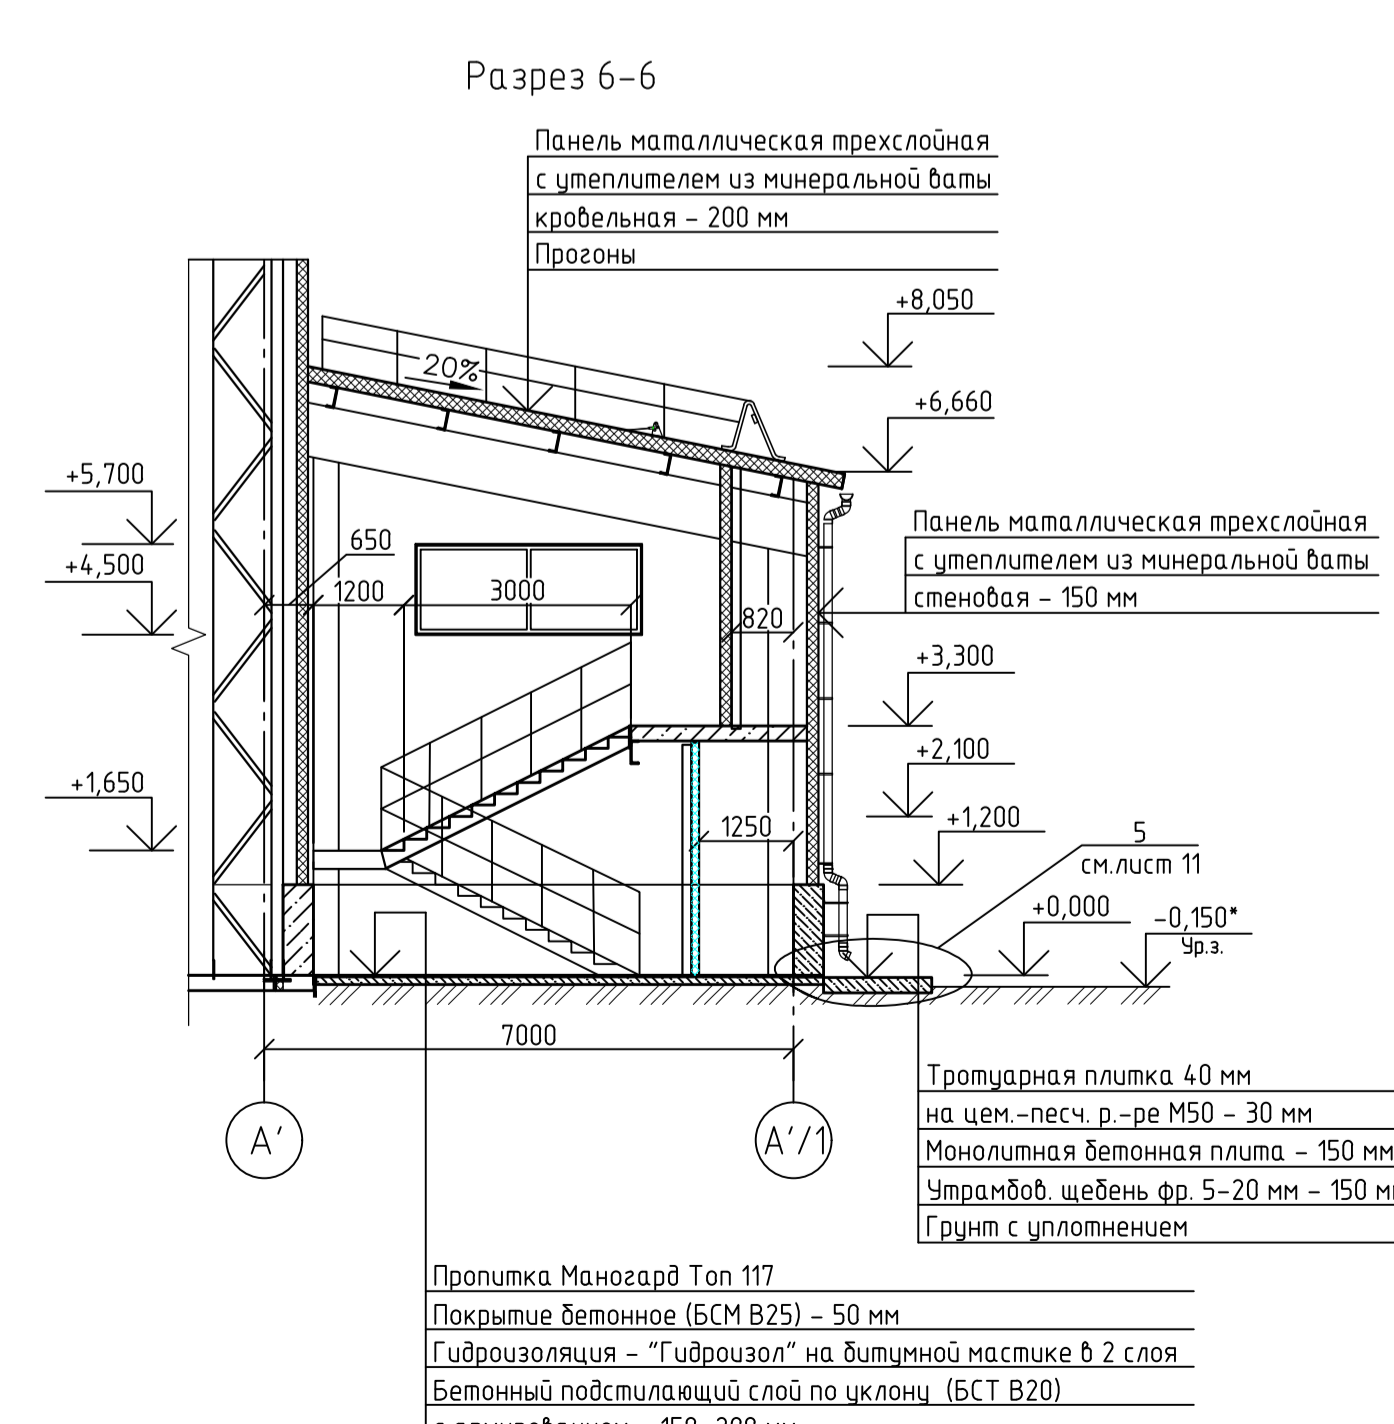 Разрез 6-6
Панель маталлическая трехслойная
с утеплителем из минеральной ваты
кровельная - 200 мм
Прогоны
+8,050
20%
+6,660
+5,700
Панель маталлическая трехслойная
с утеплителем из минеральной ваты
стеновая - 150 мм
650
+4,500
1200
3000
820
+3,300
+2,100
+1,650
+1,200
1250
5
см.лист 11
+0,000
-0,150*
Ур.з.
7000
Тротуарная плитка 40 мм
на цем.-песч. р.-ре М50 - 30 мм
Монолитная бетонная плита - 150 мм
Утрамбов. щебень фр. 5-20 мм - 150 мм
Грунт с уплотнением
А'
А'/1
Пропитка Маногард Топ 117
Покрытие бетонное (БСМ В25) - 50 мм
Гидроизоляция - "Гидроизол" на битумной мастике в 2 слоя
Бетонный подстилающий слой по уклону (БСТ В20)